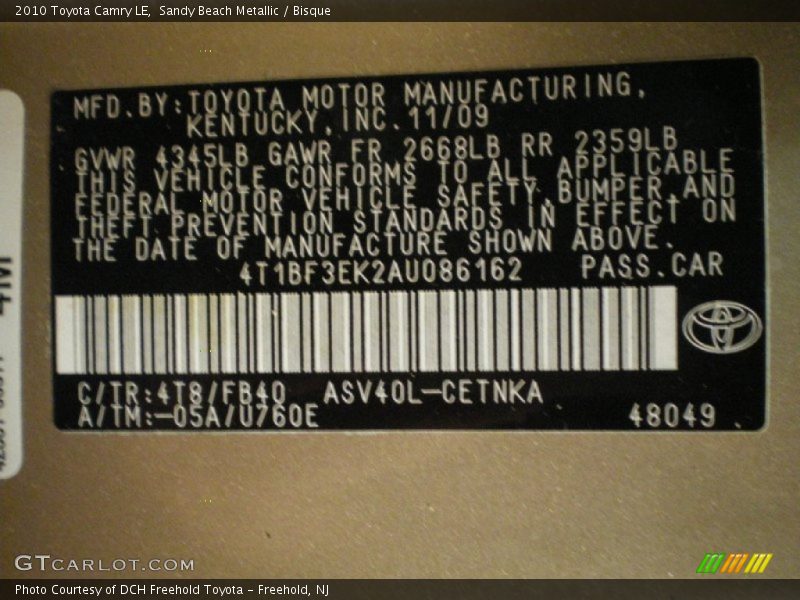 2010 Toyota Camry LE, Sandy Beach Metallic / Bisque
MFD.BY:TOYOTA MOTOR MANUFACTURING,
KENTUCKY,INC.11/09
GVWR 4345LB GAWR FR 2668LB RR 2359LB
THIS VEHICLE CONFORMS TO ALL APPLICABLE
FEDERAL MOTOR VEHICLE SAFETY,BUMPER,AND
THEFT PREVENTION STANDARDS IN EFFECT ON
THE DATE OF MANUFACTURE SHOWN ABOVE.
4T1BF3EK2AU086162 PASS.CAR
C/TR:4T8/FB40 ASV40L-CETNKA
A/TM:-05A/U760E 48049
GTCARLOT.COM
Photo Courtesy of DCH Freehold Toyota - Freehold, NJ